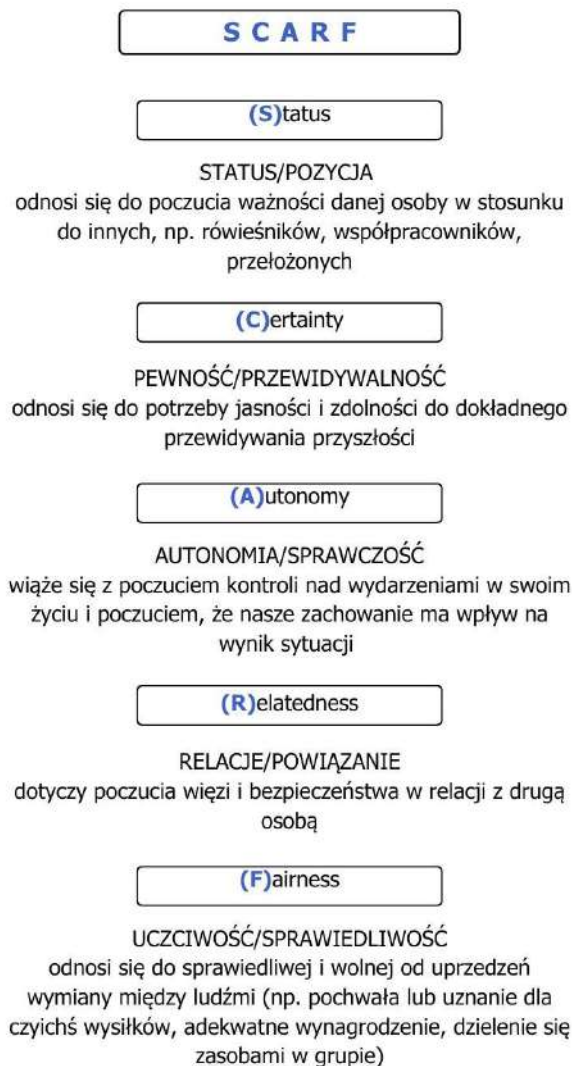 S C A R F
(S)tatus
STATUS/POZYCJA
odnosi się do poczucia ważności danej osoby w stosunku
do innych, np. rówieśników, współpracowników,
przełożonych
(C)ertainty
PEWNOŚĆ/PRZEWIDYWALNOŚĆ
odnosi się do potrzeby jasności i zdolności do dokładnego
przewidywania przyszłości
(A)utonomy
AUTONOMIA/SPRAWCZOŚĆ
wiąże się z poczuciem kontroli nad wydarzeniami w swoim
życiu i poczuciem, że nasze zachowanie ma wpływ na
wynik sytuacji
(R)elatedness
RELACJE/POWIĄZANIE
dotyczy poczucia więzi i bezpieczeństwa w relacji z drugą
osobą
(F)airness
UCZCIWOŚĆ/SPRAWIEDLIWOŚĆ
odnosi się do sprawiedliwej i wolnej od uprzedzeń
wymiany między ludźmi (np. pochwała lub uznanie dla
czyichś wysiłków, adekwatne wynagrodzenie, dzielenie się
zasobami w grupie)